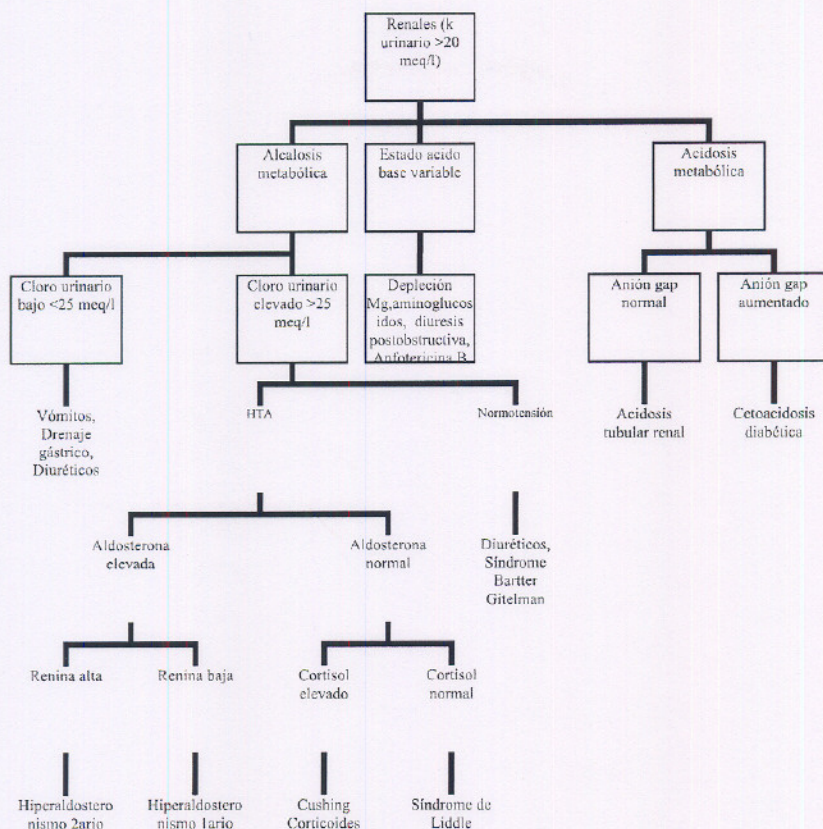 Renales (k
urinario >20
meq/l)
Alcalosis
metabólica
Estado acido
base variable
Acidosis
metabólica
Cloro urinario
bajo <25 meq/l
Cloro urinario
elevado >25
meq/l
Depleción
Mg,aminoglucos
idos, diuresis
postobstructiva,
Anfotericina B
Anión gap
normal
Anión gap
aumentado
Vómitos,
Drenaje
gástrico,
Diuréticos
HTA
Normotensión
Acidosis
tubular renal
Cetoacidosis
diabética
Aldosterona
elevada
Aldosterona
normal
Diuréticos,
Síndrome
Bartter
Gitelman
Renina alta
Renina baja
Cortisol
elevado
Cortisol
normal
Hiperaldostero
nismo 2ario
Hiperaldostero
nismo 1ario
Cushing
Corticoides
Síndrome de
Liddle